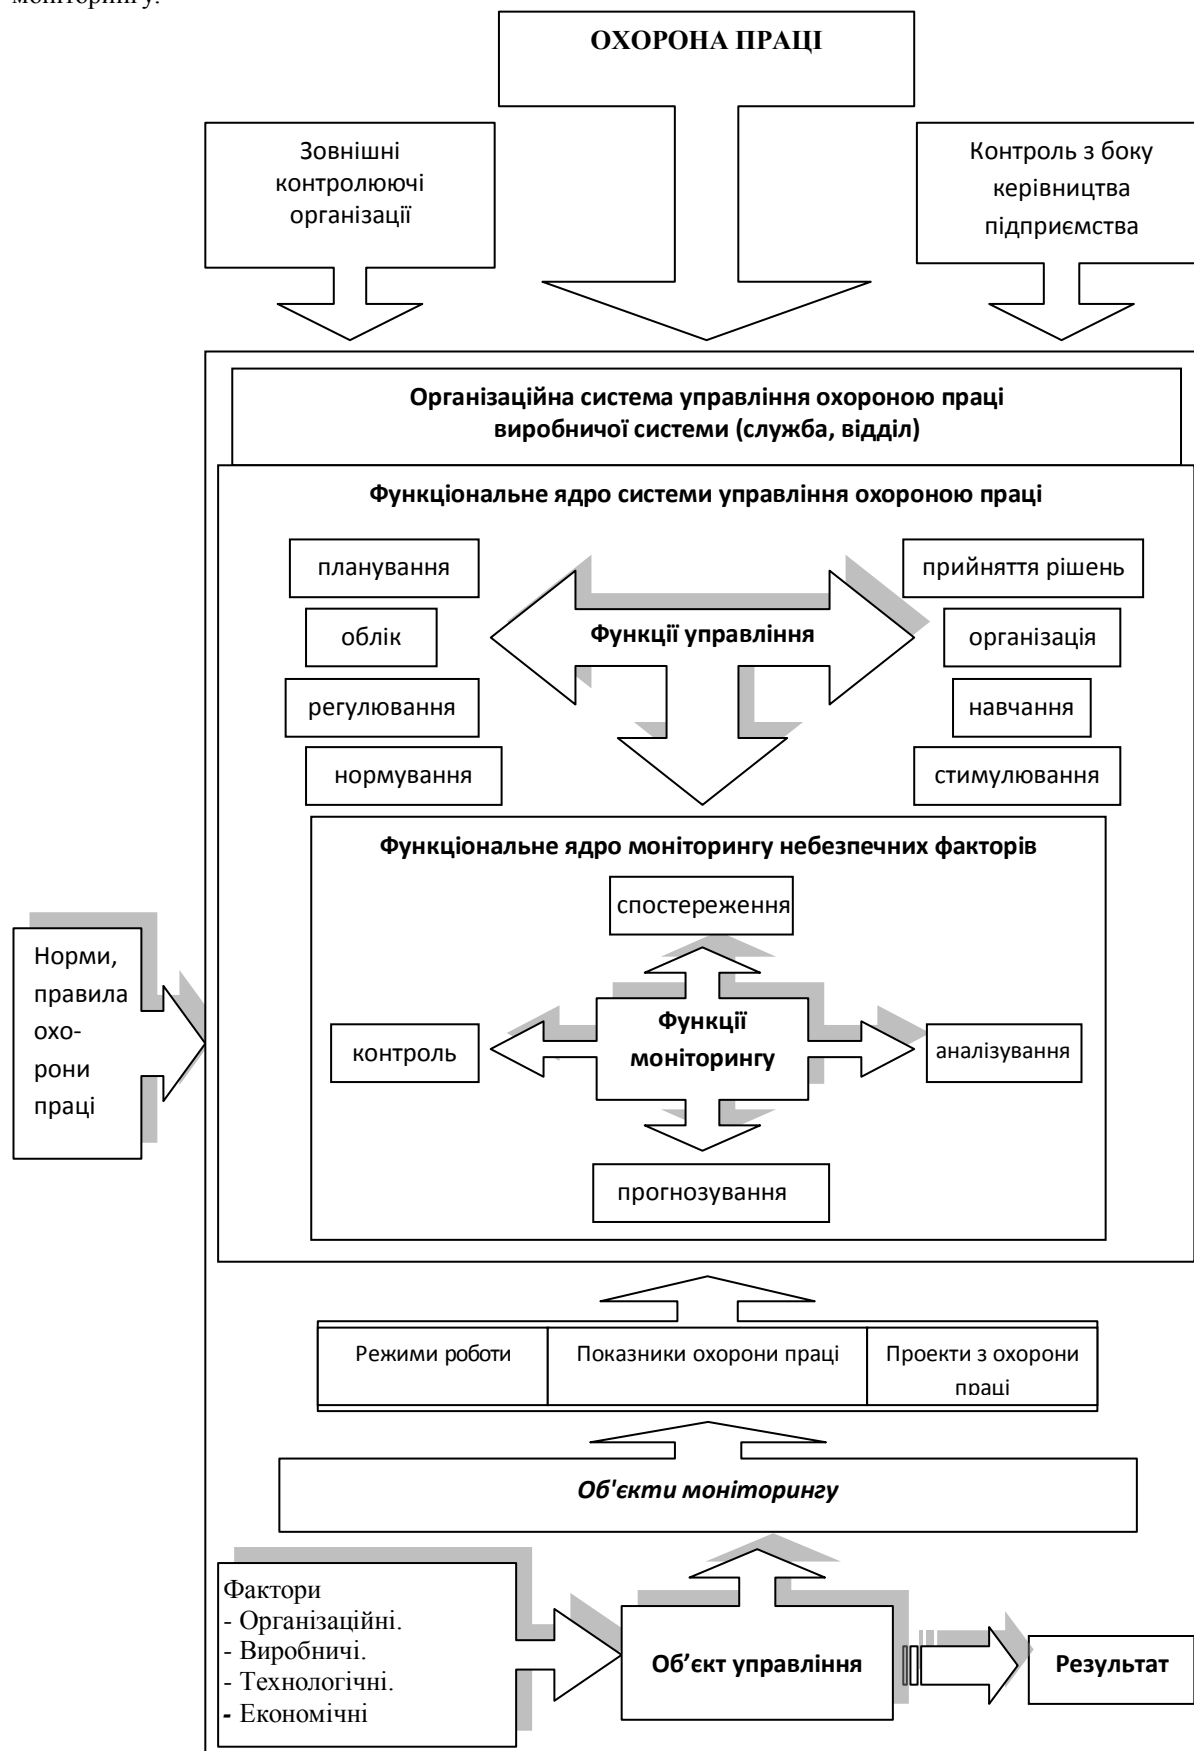 моніторингу.
ОХОРОНА ПРАЦІ
Зовнішні
контролюючі
організації
Контроль з боку
керівництва
підприємства
Організаційна система управління охороною праці
виробничої системи (служба, відділ)
Функціональне ядро системи управління охороною праці
планування
прийняття рішень
Функції управління
облік
організація
регулювання
навчання
нормування
стимулювання
Функціональне ядро моніторингу небезпечних факторів
спостереження
Норми,
правила
охо-
рони
праці
Функції
моніторингу
контроль
аналізування
прогнозування
Режими роботи
Показники охорони праці
Проекти з охорони
праці
Об'єкти моніторингу
Фактори
- Організаційні.
- Виробничі.
- Технологічні.
- Економічні
Об’єкт управління
Результат